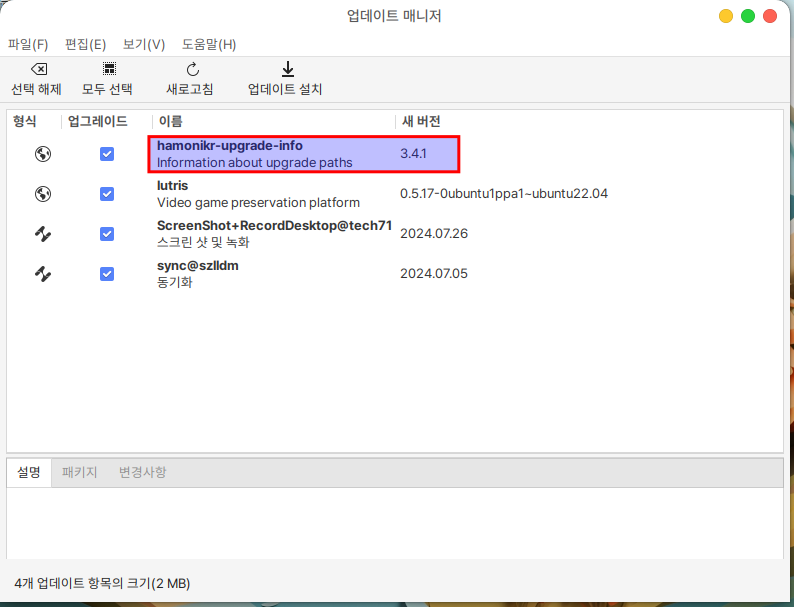 업데이트 매니저
파일(F) 편집(E) 보기(V) 도움말(H)
선택 해제 모두 선택 새로고침 업데이트 설치
형식 업그레이드 이름 새 버전
hamonikr-upgrade-info
Information about upgrade paths 3.4.1
lutris
Video game preservation platform 0.5.17-0ubuntu1ppa1~ubuntu22.04
ScreenShot+RecordDesktop@tech71
스크린 샷 및 녹화 2024.07.26
sync@szlldm
동기화 2024.07.05
설명 패키지 변경사항
4개 업데이트 항목의 크기(2 MB)